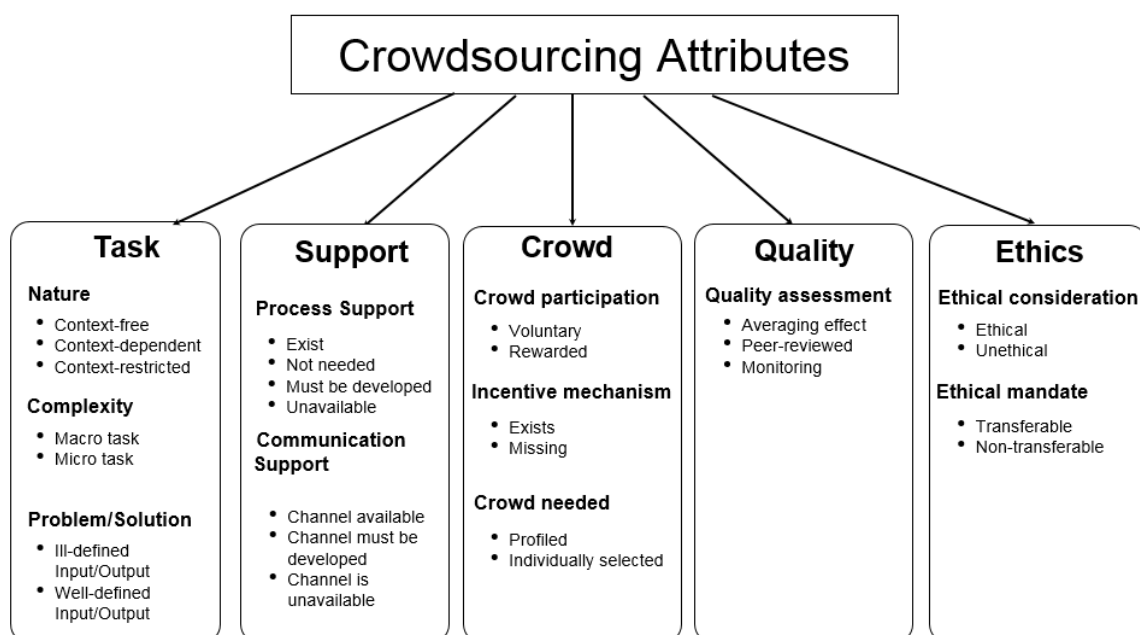 Crowdsourcing Attributes
Task
Nature
• Context-free
• Context-dependent
• Context-restricted
Complexity
• Macro task
• Micro task
Problem/Solution
• Ill-defined
Input/Output
• Well-defined
Input/Output
Support
Process Support
• Exist
• Not needed
• Must be developed
• Unavailable
Communication
Support
• Channel available
• Channel must be
developed
• Channel is
unavailable
Crowd
Crowd participation
• Voluntary
• Rewarded
Incentive mechanism
• Exists
• Missing
Crowd needed
• Profiled
• Individually selected
Quality
Quality assessment
• Averaging effect
• Peer-reviewed
• Monitoring
Ethics
Ethical consideration
• Ethical
• Unethical
Ethical mandate
• Transferable
• Non-transferable